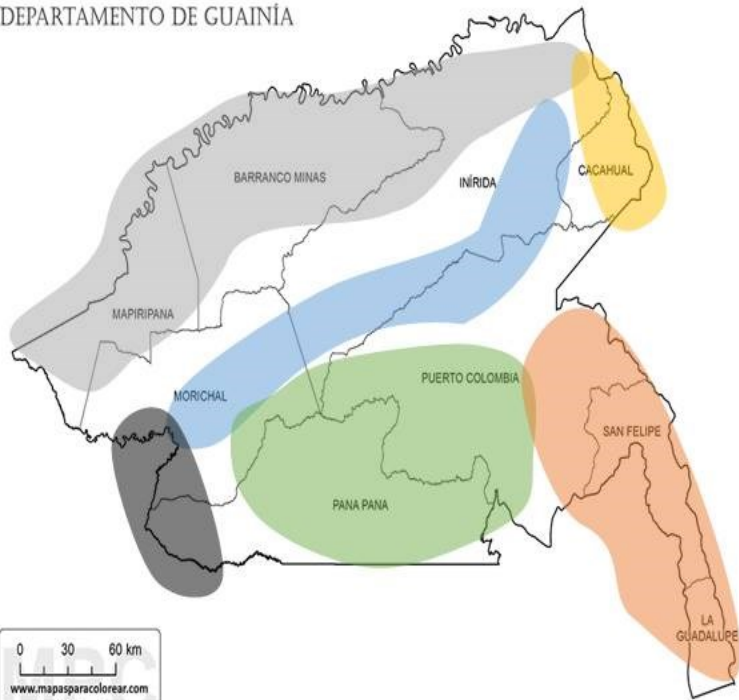 DEPARTAMENTO DE GUAINÍA
BARRANCO MINAS
INÍRIDA
CACAHUAL
MAPIRIPANA
MORICHAL
PUERTO COLOMBIA
SAN FELIPE
PANA PANA
LA
GUADALUPE
0 30 60 km
MPC
www.mapasparacolorear.com